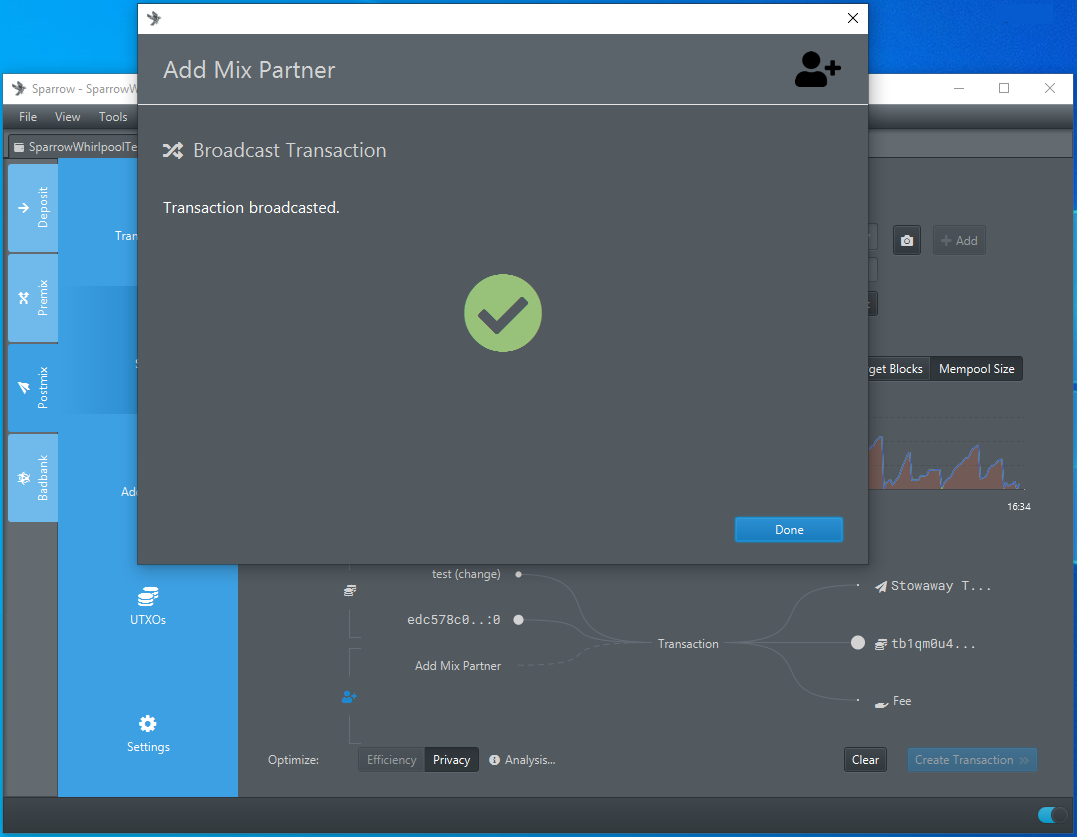 Add Mix Partner
Broadcast Transaction
Transaction broadcasted.
Done
Sparrow - SparrowW
File View Tools
SparrowWhirlpoolTe
Deposit
Premix
Postmix
Badbank
Tran
S
Add
UTXOs
Settings
Add
get Blocks
Mempool Size
16:34
test (change)
edc578c0..:0
Add Mix Partner
Transaction
Stowaway T...
tb1qm0u4...
Fee
Optimize:
Efficiency
Privacy
Analysis...
Clear
Create Transaction »